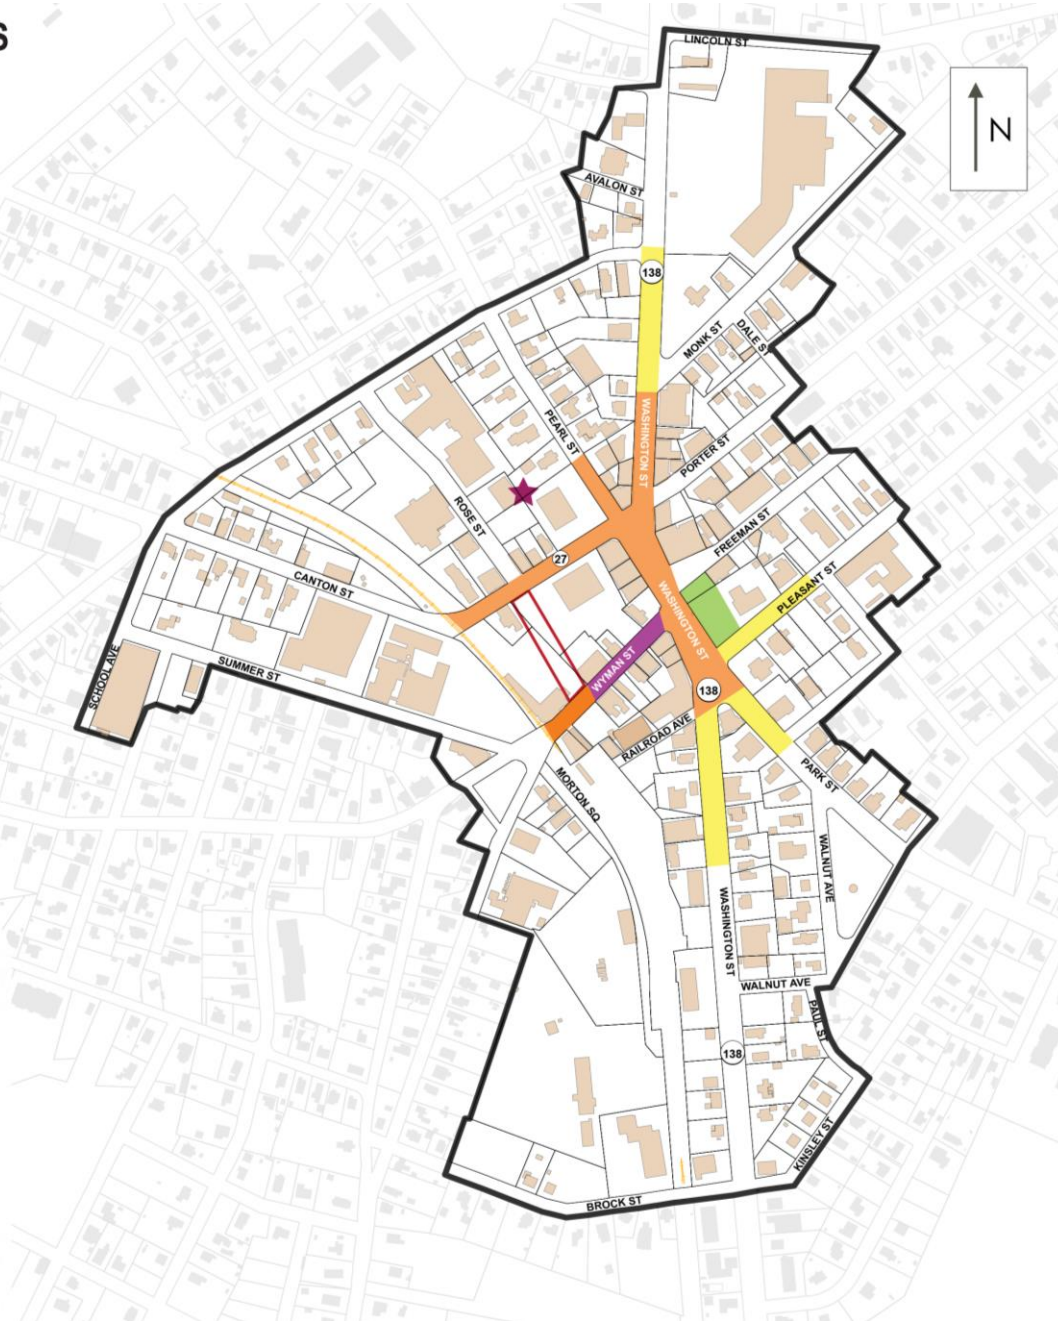 S
LINCOLN ST
N
AVALON ST
138
MONK ST
DALE ST
WASHINGTON ST
PEARL ST
PORTER ST
ROSE ST
FREEMAN ST
27
CANTON ST
PLEASANT ST
WASHINGTON ST
WYMAN ST
SCHOOL AVE
SUMMER ST
138
RAILROAD AVE
MORTON SQ
PARK ST
WALNUT AVE
WASHINGTON ST
WALNUT AVE
PAUL ST
138
KINSLEY ST
BROCK ST